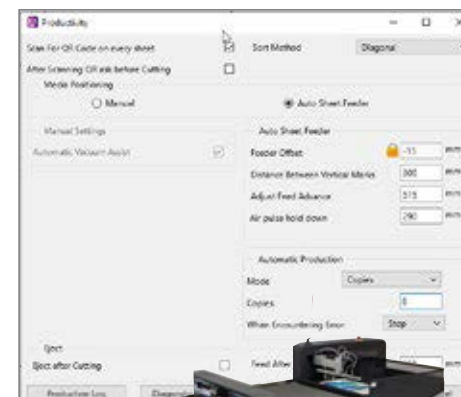 Productivity
Scan For QR Code on every sheet
Sort Method
Diagonal
After Scanning QR ask before Cutting
Media Positioning
Manual
Auto Sheet Feeder
Manual Settings
Automatic Vacuum Assist
Auto Sheet Feeder
Feeder Offset
-15
mm
Distance Between Vertical Marks
300
mm
Adjust Feed Advance
515
mm
Air pulse hold down
290
mm
Automatic Production
Mode
Copies
Copies
When Encountering Error
Stop
Eject
Eject after Cutting
Feed After
mm
Production Log